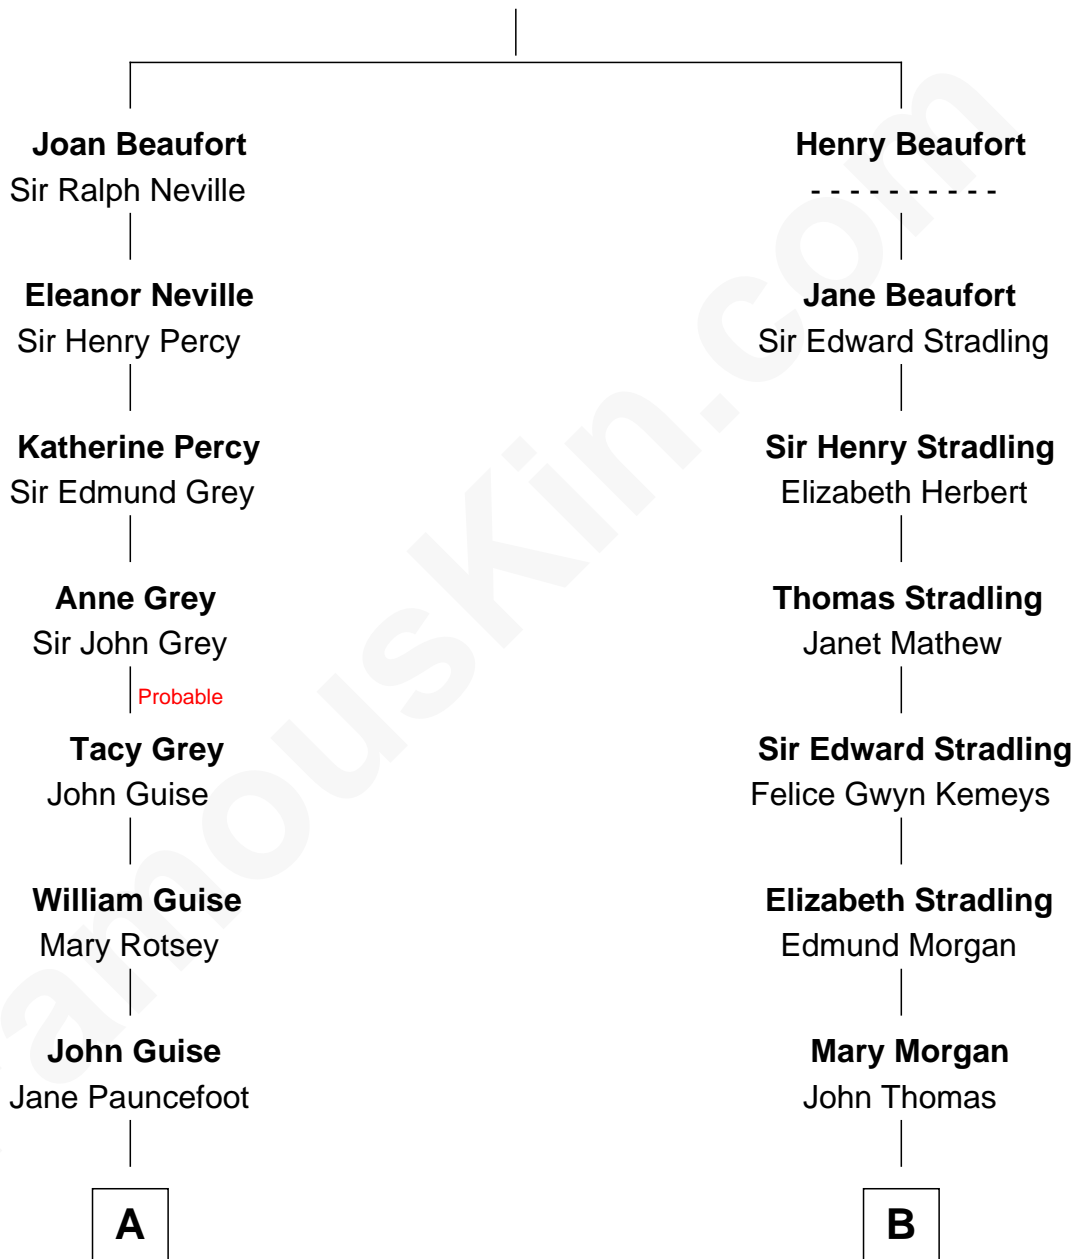 Joan Beaufort
Sir Ralph Neville
Eleanor Neville
Sir Henry Percy
Katherine Percy
Sir Edmund Grey
Anne Grey
Sir John Grey
Probable
Tacy Grey
John Guise
William Guise
Mary Rotsey
John Guise
Jane Pauncefoot
A
Henry Beaufort
- - - - - - - - - -
Jane Beaufort
Sir Edward Stradling
Sir Henry Stradling
Elizabeth Herbert
Thomas Stradling
Janet Mathew
Sir Edward Stradling
Felice Gwyn Kemeys
Elizabeth Stradling
Edmund Morgan
Mary Morgan
John Thomas
B
amousKin.com